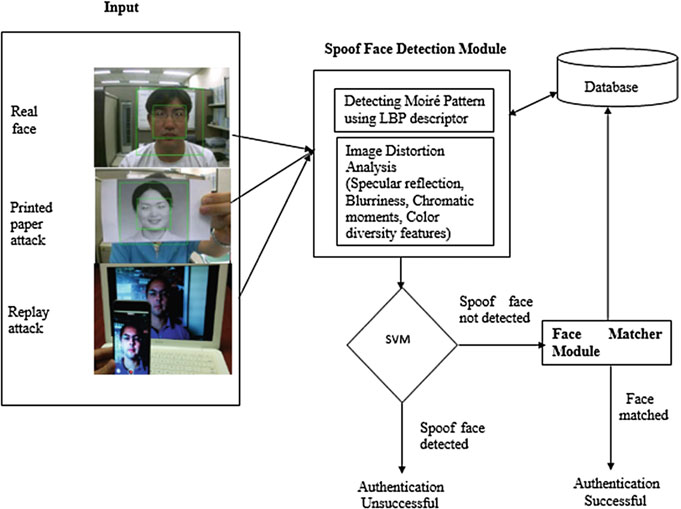 Input
Real
face
Printed
paper
attack
Replay
attack
Spoof Face Detection Module
Detecting Moiré Pattern
using LBP descriptor
Image Distortion
Analysis
(Specular reflection,
Blurriness, Chromatic
moments, Color
diversity features)
Database
SVM
Spoof face
not detected
Face Matcher
Module
Spoof face
detected
Face
matched
Authentication
Unsuccessful
Authentication
Successful